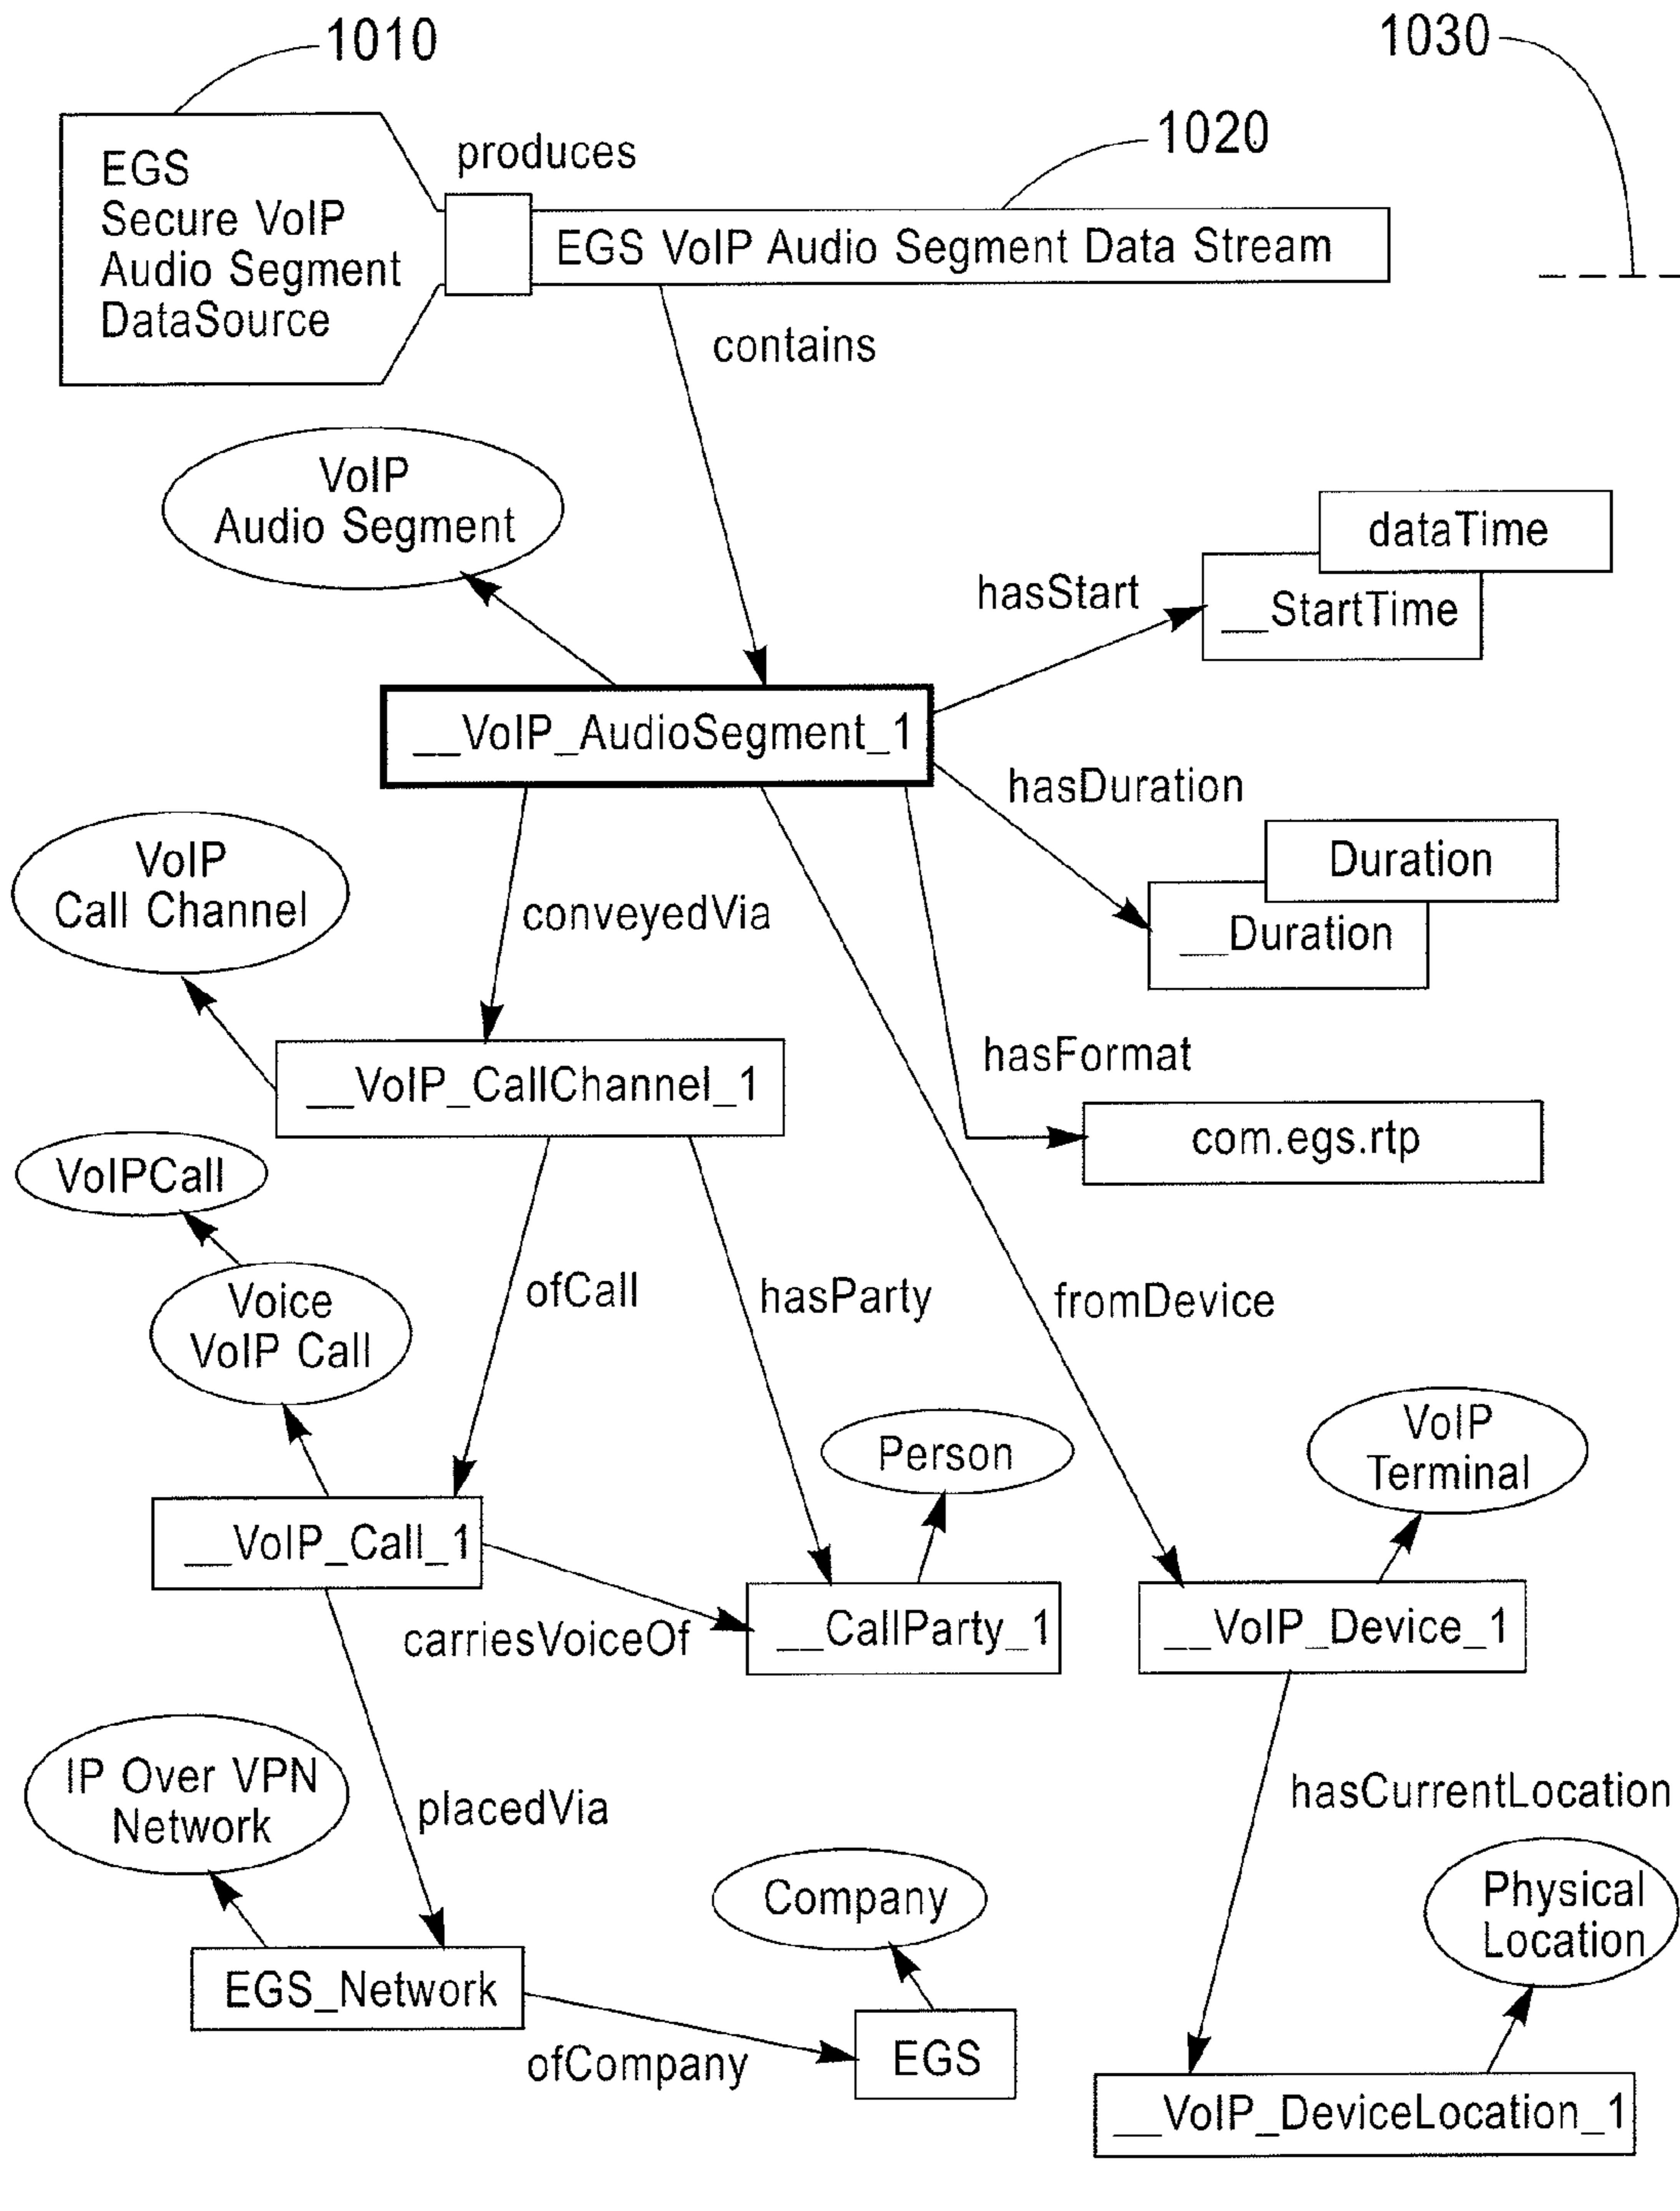 1010
1030
1020
produces
EGS
Secure VoIP
Audio Segment
DataSource
EGS VoIP Audio Segment Data Stream
contains
VoIP
Audio Segment
dataTime
hasStart
__StartTime
__VoIP_AudioSegment_1
hasDuration
Duration
__Duration
VoIP
Call Channel
conveyedVia
hasFormat
__VoIP_CallChannel_1
com.egs.rtp
VoIPCall
Voice
VoIP Call
ofCall
hasParty
fromDevice
Person
VoIP
Terminal
__VoIP_Call_1
carriesVoiceOf
__CallParty_1
__VoIP_Device_1
IP Over VPN
Network
placedVia
hasCurrentLocation
Company
Physical
Location
EGS_Network
ofCompany
EGS
__VoIP_DeviceLocation_1